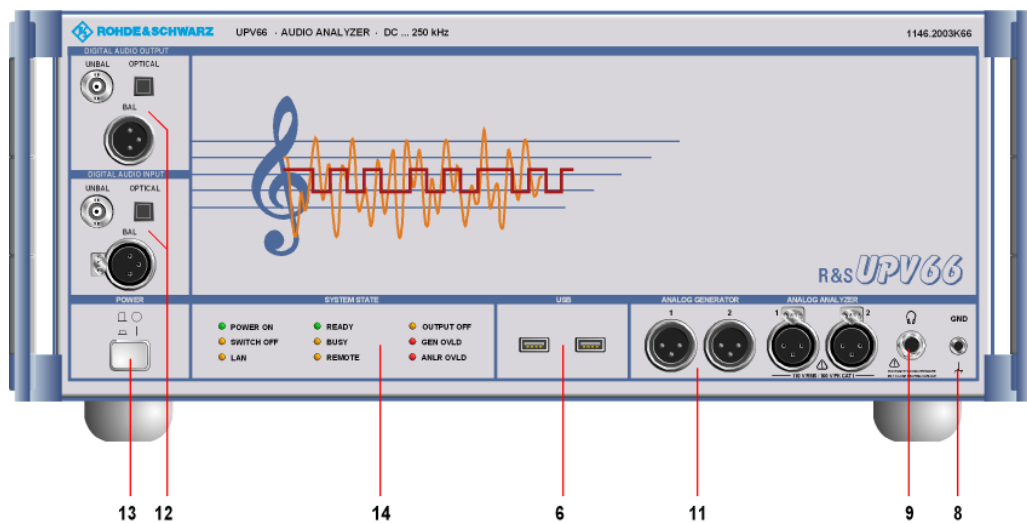 ROHDE&SCHWARZ UPV66 · AUDIO ANALYZER · DC ... 250 kHz 1146.2003K66
DIGITAL AUDIO OUTPUT
UNBAL OPTICAL
BAL
DIGITAL AUDIO INPUT
UNBAL OPTICAL
BAL
R&S UPV66
POWER SYSTEM STATE USB ANALOG GENERATOR ANALOG ANALYZER
1 2 1 2 GND
POWER ON READY OUTPUT OFF
SWITCH OFF BUSY GEN OVLD
LAN REMOTE ANLR OVLD
13 12 14 6 11 9 8